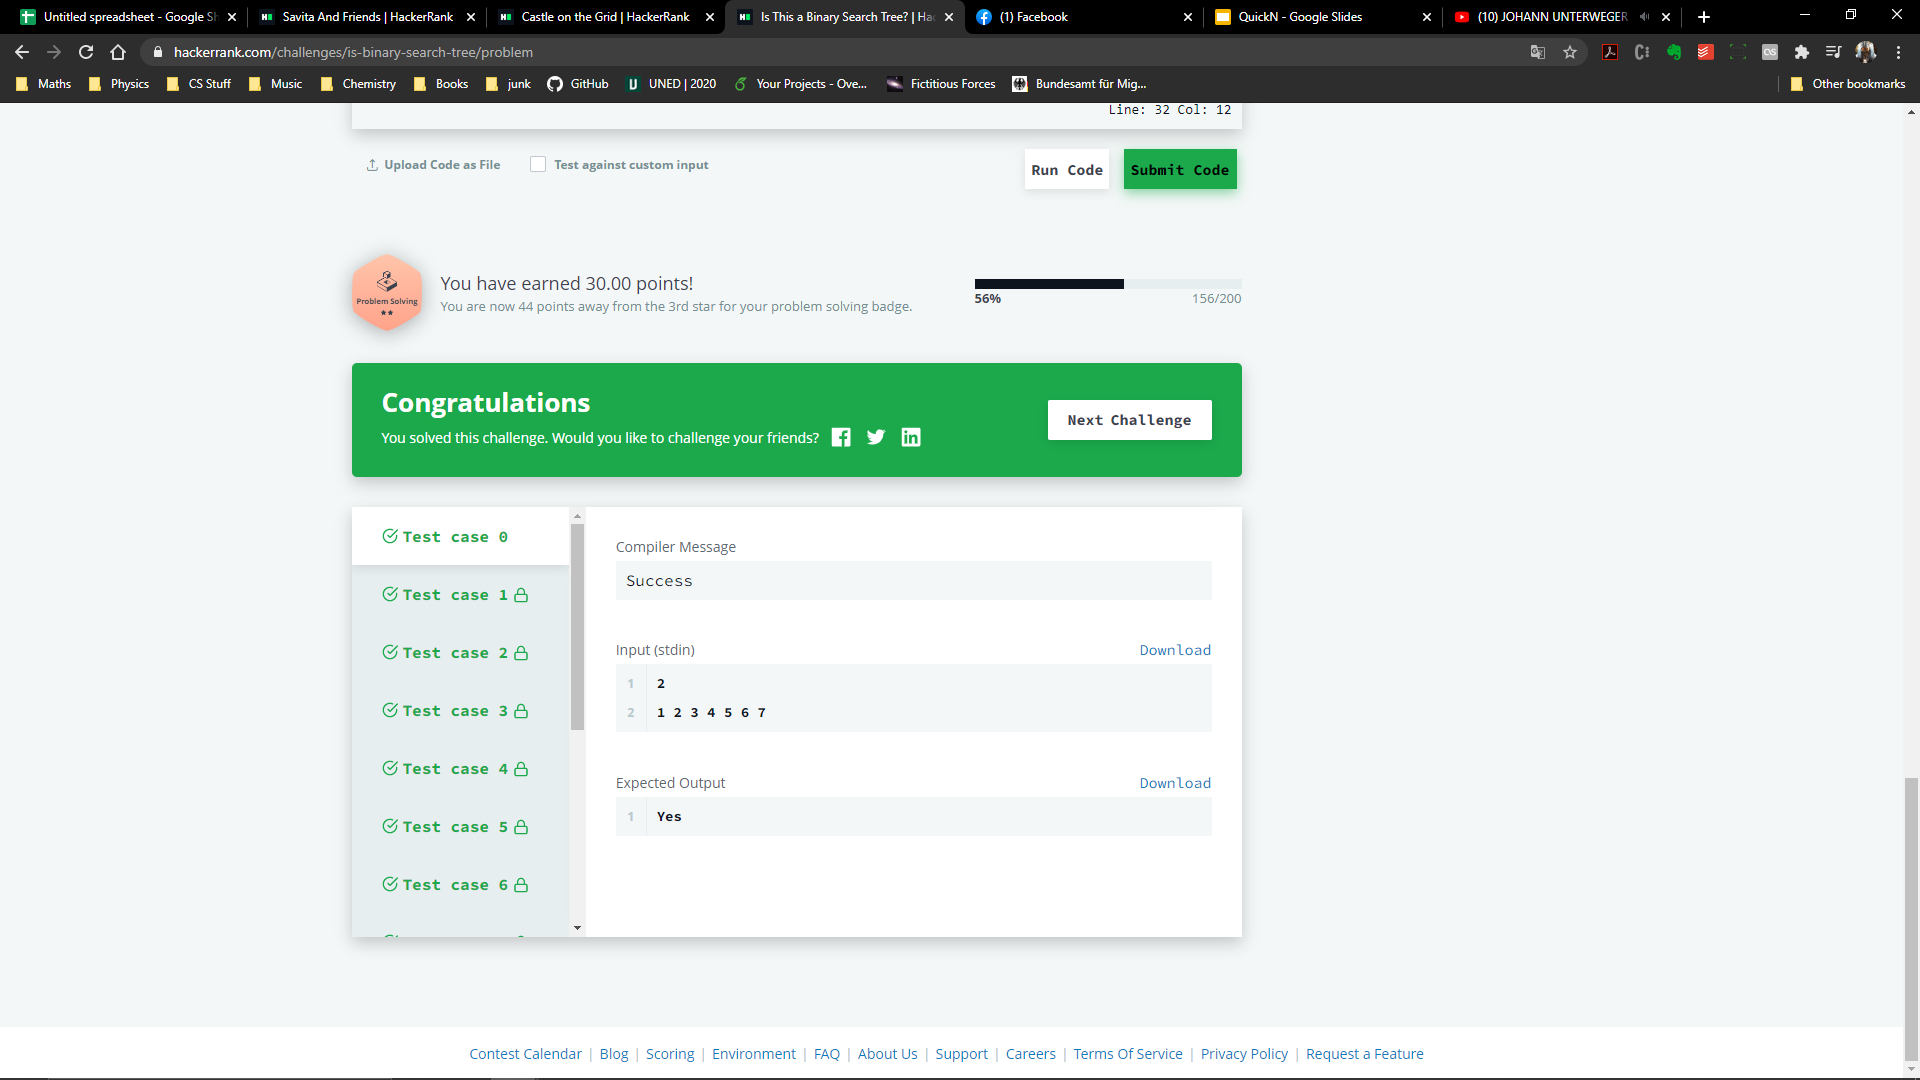 Untitled spreadsheet - Google Sh
Savita And Friends | HackerRank
Castle on the Grid | HackerRank
Is This a Binary Search Tree? | Hac
(1) Facebook
QuickN - Google Slides
(10) JOHANN UNTERWEGER
hackerrank.com/challenges/is-binary-search-tree/problem
Maths
Physics
CS Stuff
Music
Chemistry
Books
junk
GitHub
UNED | 2020
Your Projects - Ove...
Fictitious Forces
Bundesamt für Mig...
Other bookmarks
Line: 32 Col: 12
Upload Code as File
Test against custom input
Run Code
Submit Code
Problem Solving
You have earned 30.00 points!
You are now 44 points away from the 3rd star for your problem solving badge.
56%
156/200
Congratulations
You solved this challenge. Would you like to challenge your friends?
Next Challenge
Test case 0
Test case 1
Test case 2
Test case 3
Test case 4
Test case 5
Test case 6
Compiler Message
Success
Input (stdin)
Download
1 2
2 1 2 3 4 5 6 7
Expected Output
Download
1 Yes
Contest Calendar | Blog | Scoring | Environment | FAQ | About Us | Support | Careers | Terms Of Service | Privacy Policy | Request a Feature